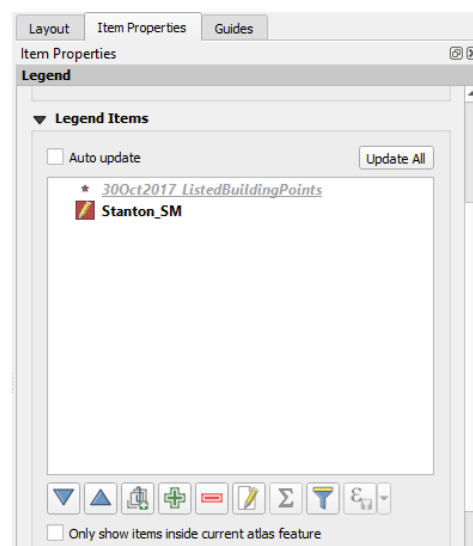 Layout Item Properties Guides
Item Properties
Legend
Legend Items
Auto update Update All
30Oct2017_ListedBuildingPoints
Stanton_SM
Σ ε
Only show items inside current atlas feature